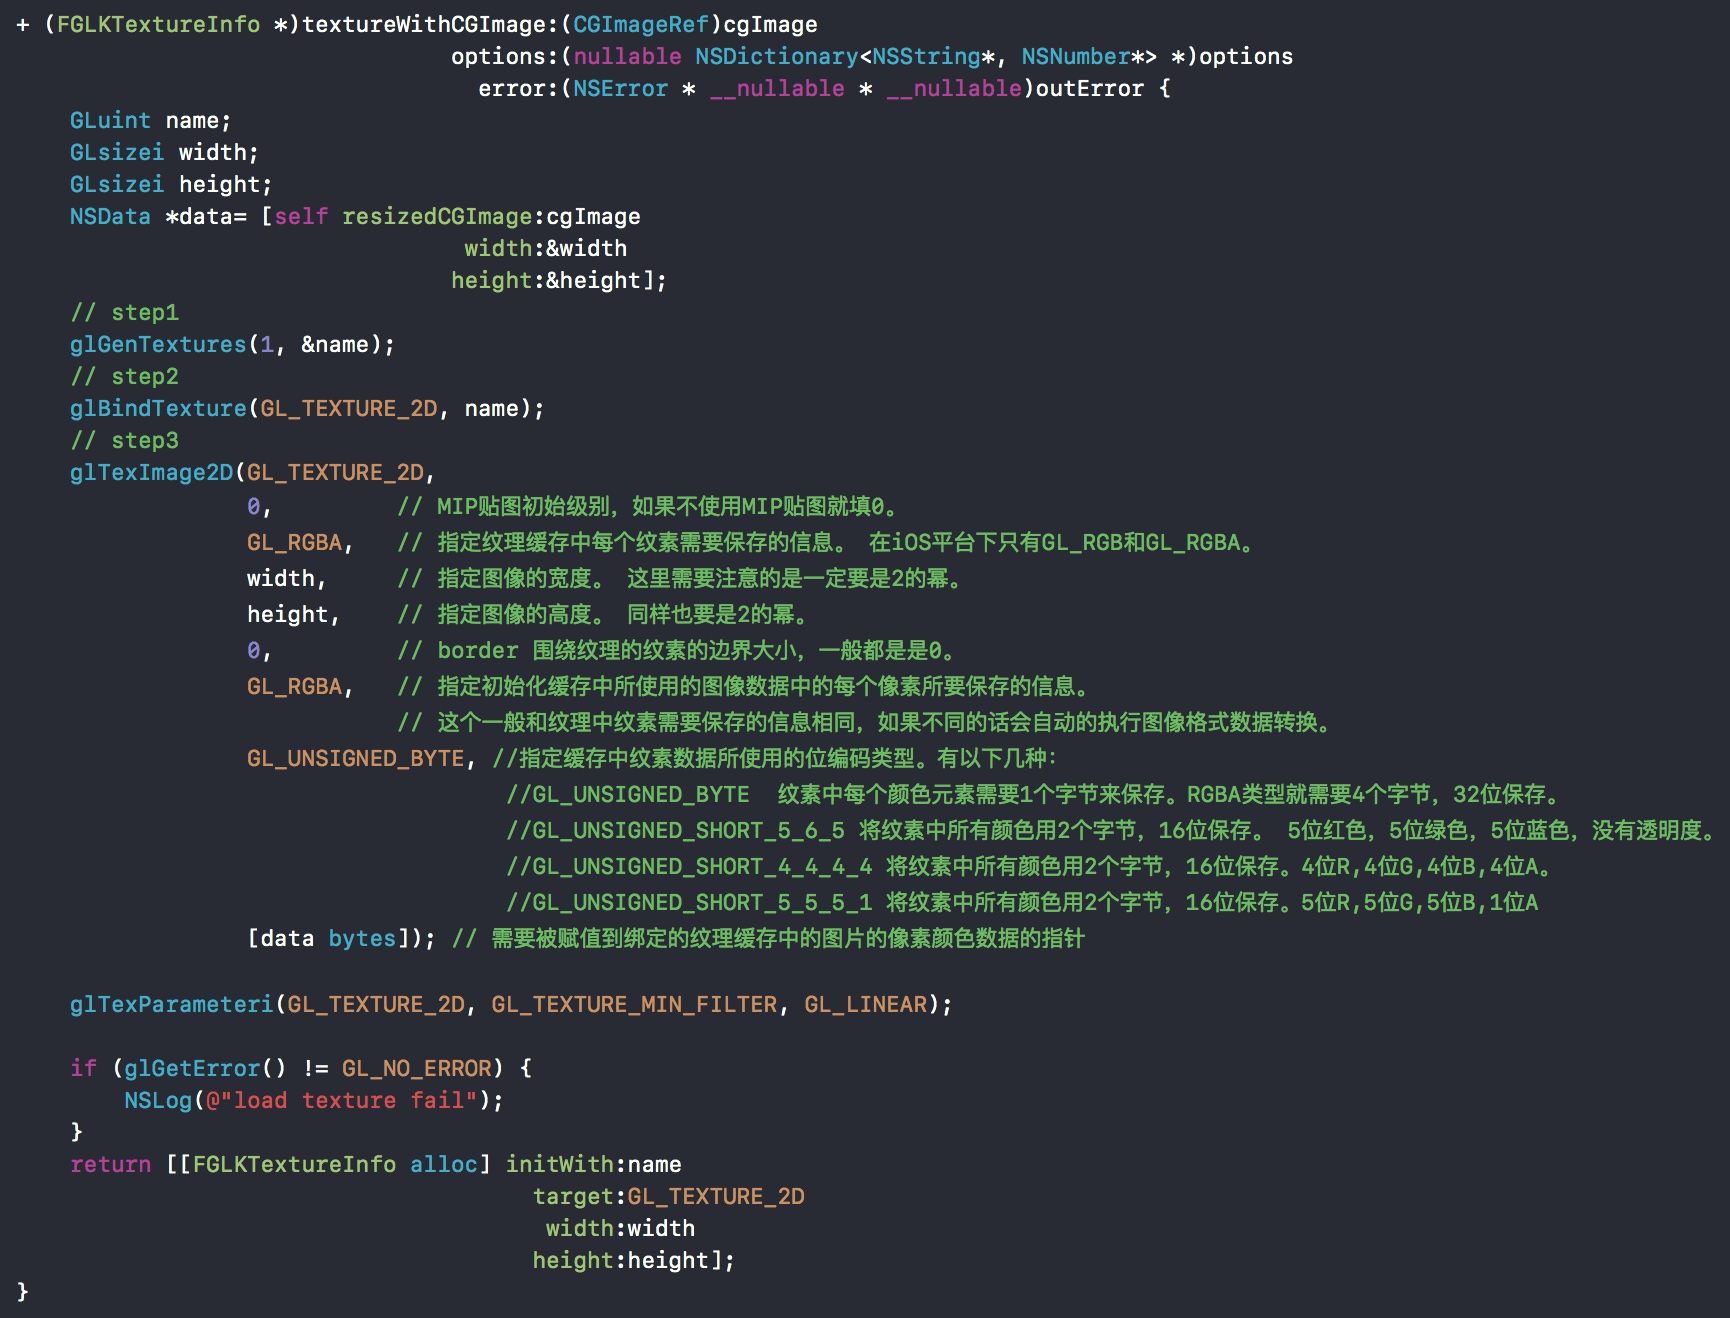 + (FGLKTextureInfo *)textureWithCGImage:(CGImageRef)cgImage
options:(nullable NSDictionary<NSString*, NSNumber*> *)options
error:(NSError * __nullable * __nullable)outError {
GLuint name;
GLsizei width;
GLsizei height;
NSData *data= [self resizedCGImage:cgImage
width:&width
height:&height];
// step1
glGenTextures(1, &name);
// step2
glBindTexture(GL_TEXTURE_2D, name);
// step3
glTexImage2D(GL_TEXTURE_2D,
0, // MIP贴图初始级别，如果不使用MIP贴图就填0。
GL_RGBA, // 指定纹理缓存中每个纹素需要保存的信息。 在iOS平台下只有GL_RGB和GL_RGBA。
width, // 指定图像的宽度。 这里需要注意的是一定要是2的幂。
height, // 指定图像的高度。 同样也要是2的幂。
0, // border 围绕纹理的纹素的边界大小，一般都是是0。
GL_RGBA, // 指定初始化缓存中所使用的图像数据中的每个像素所要保存的信息。
// 这个一般和纹理中纹素需要保存的信息相同，如果不同的话会自动的执行图像格式数据转换。
GL_UNSIGNED_BYTE, //指定缓存中纹素数据所使用的位编码类型。有以下几种：
//GL_UNSIGNED_BYTE 纹素中每个颜色元素需要1个字节来保存。RGBA类型就需要4个字节，32位保存。
//GL_UNSIGNED_SHORT_5_6_5 将纹素中所有颜色用2个字节，16位保存。 5位红色，5位绿色，5位蓝色，没有透明度。
//GL_UNSIGNED_SHORT_4_4_4_4 将纹素中所有颜色用2个字节，16位保存。4位R,4位G,4位B,4位A。
//GL_UNSIGNED_SHORT_5_5_5_1 将纹素中所有颜色用2个字节，16位保存。5位R,5位G,5位B,1位A
[data bytes]); // 需要被赋值到绑定的纹理缓存中的图片的像素颜色数据的指针
glTexParameteri(GL_TEXTURE_2D, GL_TEXTURE_MIN_FILTER, GL_LINEAR);
if (glGetError() != GL_NO_ERROR) {
NSLog(@"load texture fail");
}
return [[FGLKTextureInfo alloc] initWith:name
target:GL_TEXTURE_2D
width:width
height:height];
}